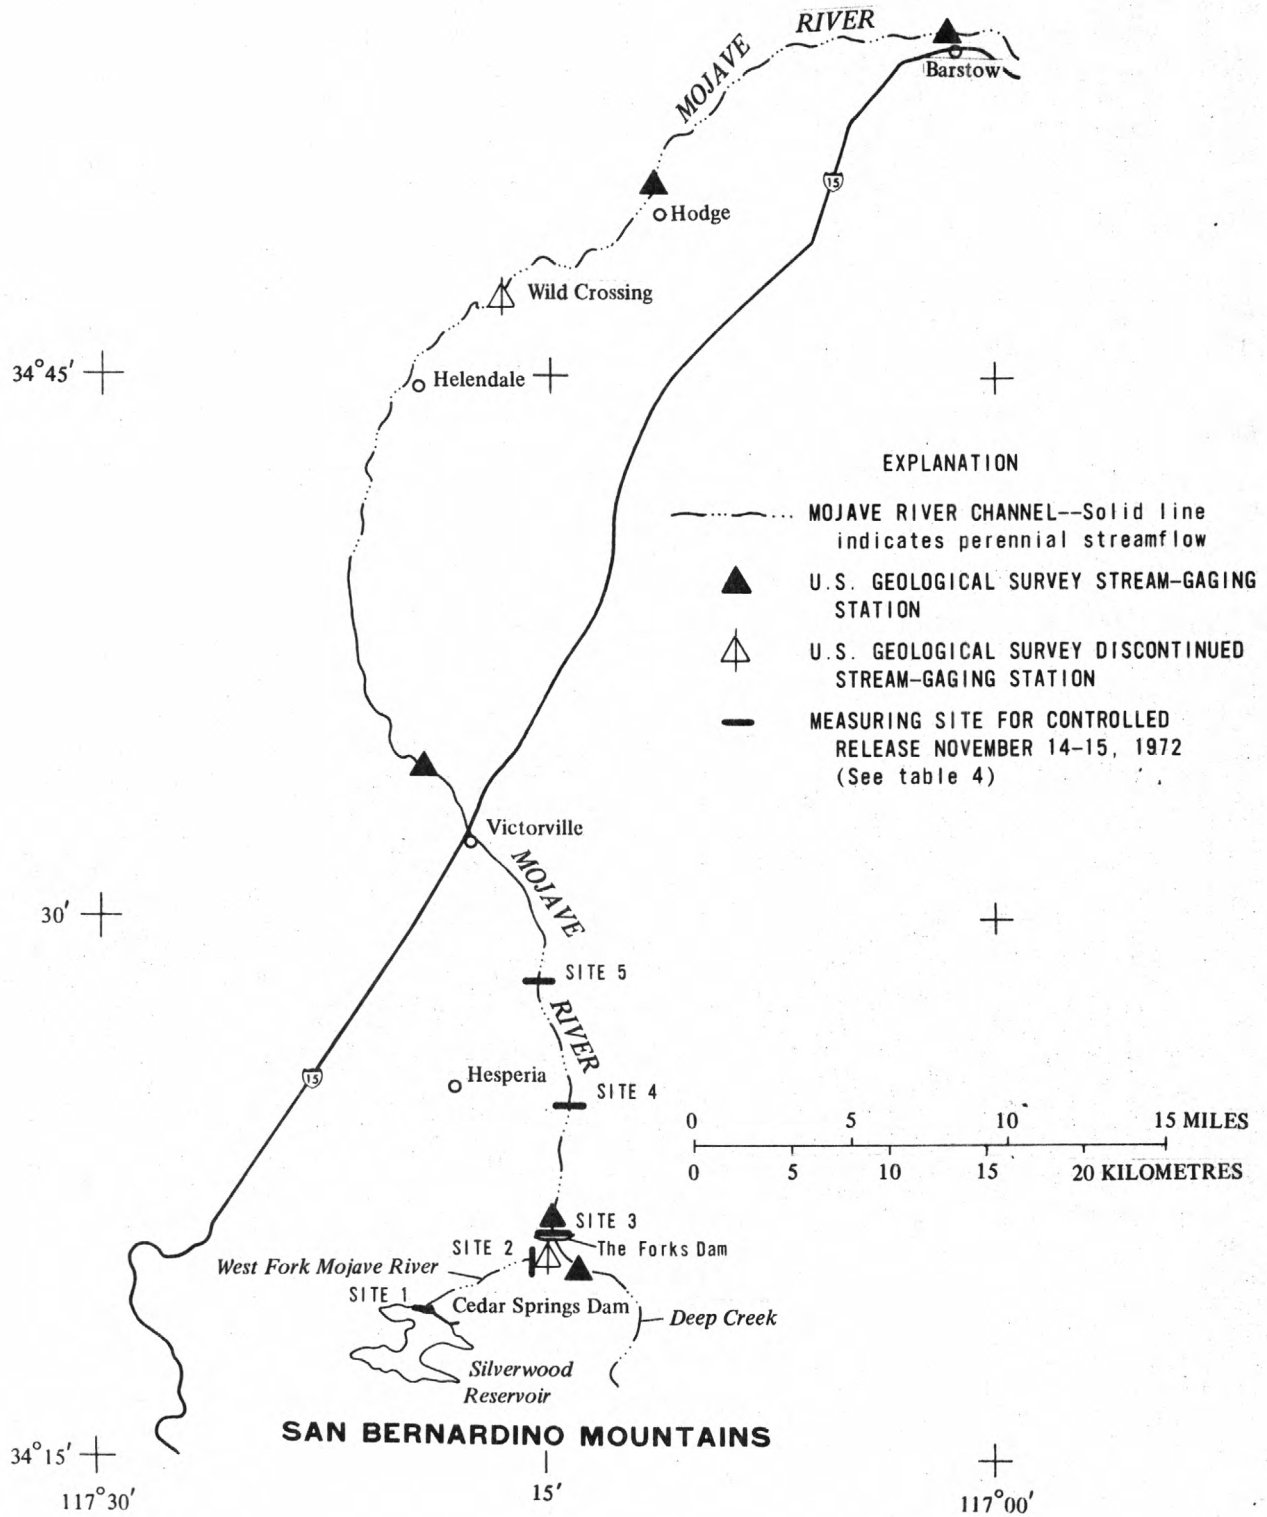 RIVER
MOJAVE
Barstow
15
Hodge
Wild Crossing
34°45′
Helendale
EXPLANATION
MOJAVE RIVER CHANNEL--Solid line
indicates perennial streamflow
U.S. GEOLOGICAL SURVEY STREAM-GAGING
STATION
U.S. GEOLOGICAL SURVEY DISCONTINUED
STREAM-GAGING STATION
MEASURING SITE FOR CONTROLLED
RELEASE NOVEMBER 14-15, 1972
(See table 4)
Victorville
MOJAVE
30′
SITE 5
RIVER
15
Hesperia
SITE 4
0 5 10 15 MILES
0 5 10 15 20 KILOMETRES
SITE 3
SITE 2
The Forks Dam
West Fork Mojave River
SITE 1
Cedar Springs Dam
Deep Creek
Silverwood
Reservoir
SAN BERNARDINO MOUNTAINS
34°15′
117°30′
15′
117°00′